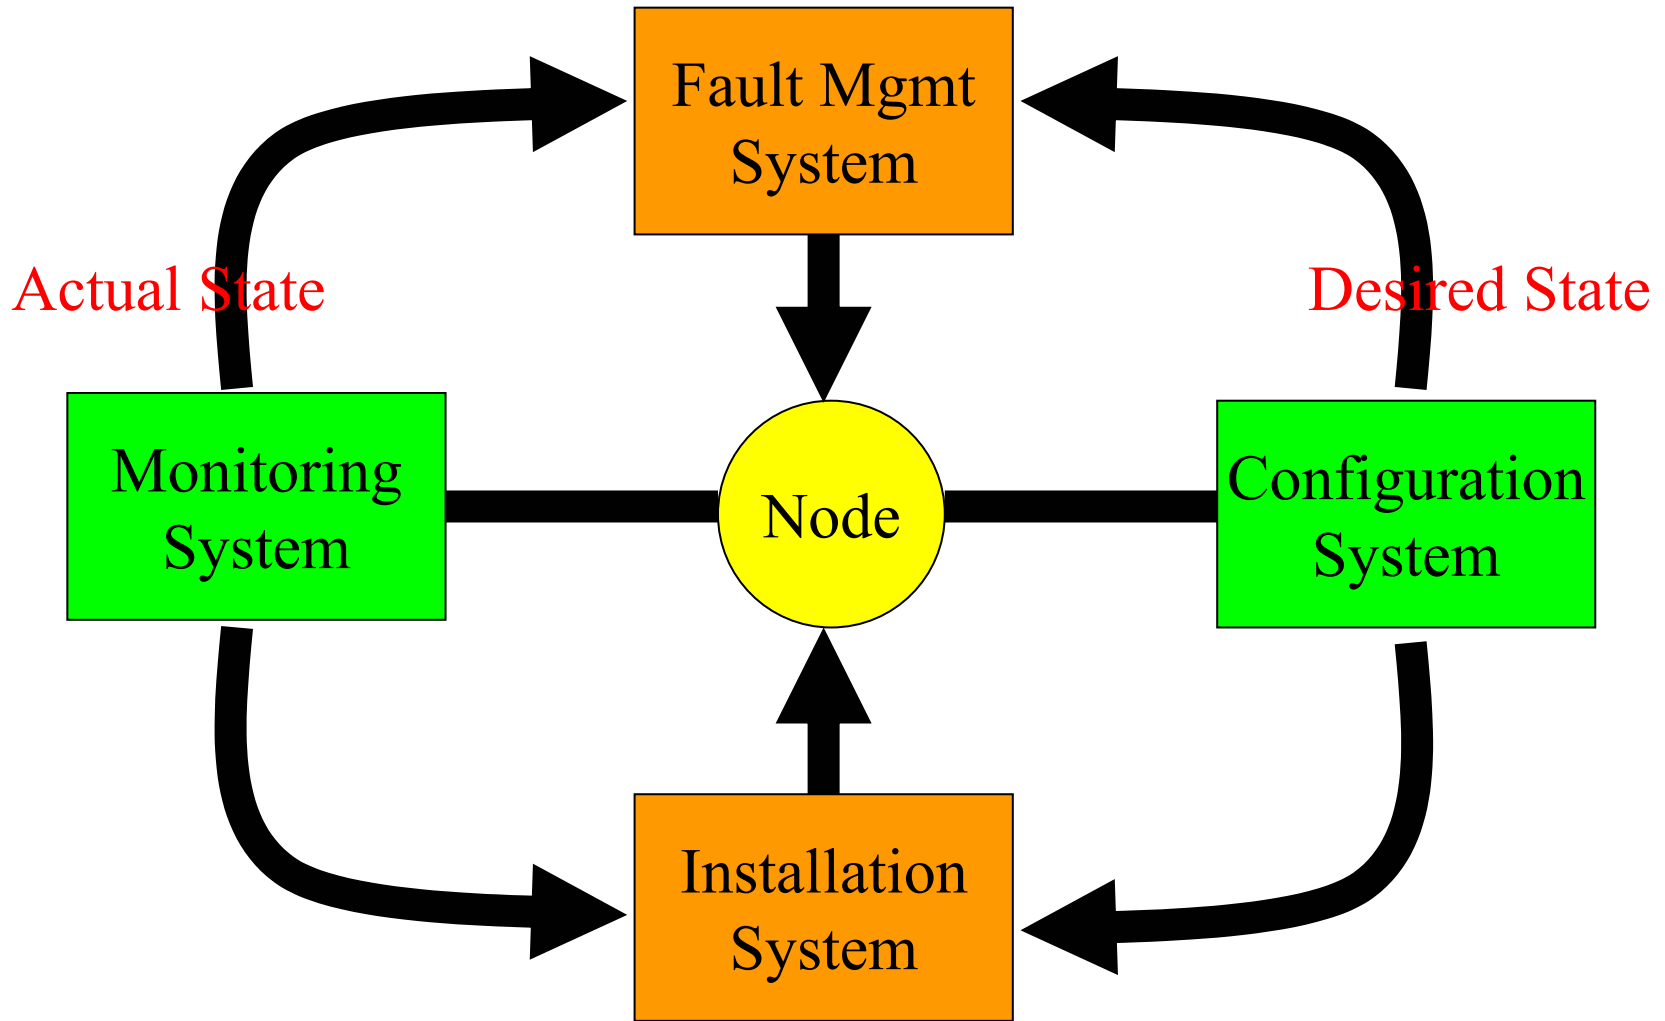 Fault Mgmt
System
Actual State
Desired State
Monitoring
System
Node
Configuration
System
Installation
System